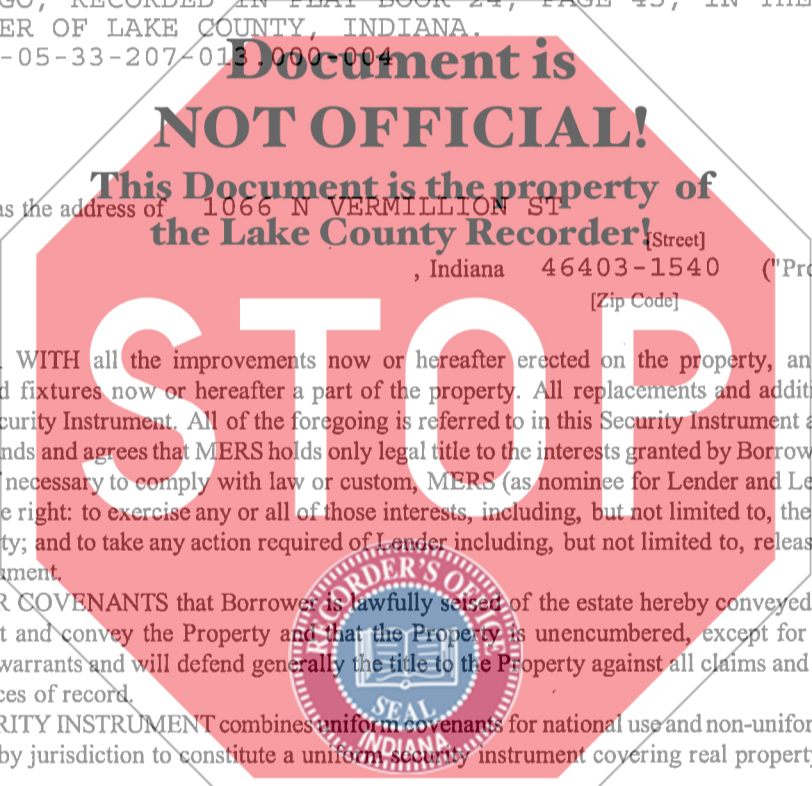 GO, RECORDED IN PLAT BOOK 24, PAGE 43, IN THE
ER OF LAKE COUNTY, INDIANA.
-05-33-207-013.000-004
Document is
NOT OFFICIAL!
This Document is the property of
as the address of 1066 N VERMILLION ST
the Lake County Recorder!
[Street]
, Indiana 46403-1540 ("Pro
[Zip Code]
STOP
WITH all the improvements now or hereafter erected on the property, an
d fixtures now or hereafter a part of the property. All replacements and additi
curity Instrument. All of the foregoing is referred to in this Security Instrument a
nds and agrees that MERS holds only legal title to the interests granted by Borrow
necessary to comply with law or custom, MERS (as nominee for Lender and Le
e right: to exercise any or all of those interests, including, but not limited to, the
ty; and to take any action required of Lender including, but not limited to, releas
ument.
R COVENANTS that Borrower is lawfully seised of the estate hereby conveyed
t and convey the Property and that the Property is unencumbered, except for
warrants and will defend generally the title to the Property against all claims and
ces of record.
RITY INSTRUMENT combines uniform covenants for national use and non-unifor
by jurisdiction to constitute a uniform security instrument covering real propert
RECORDER'S OFFICE
SEAL
INDIANA